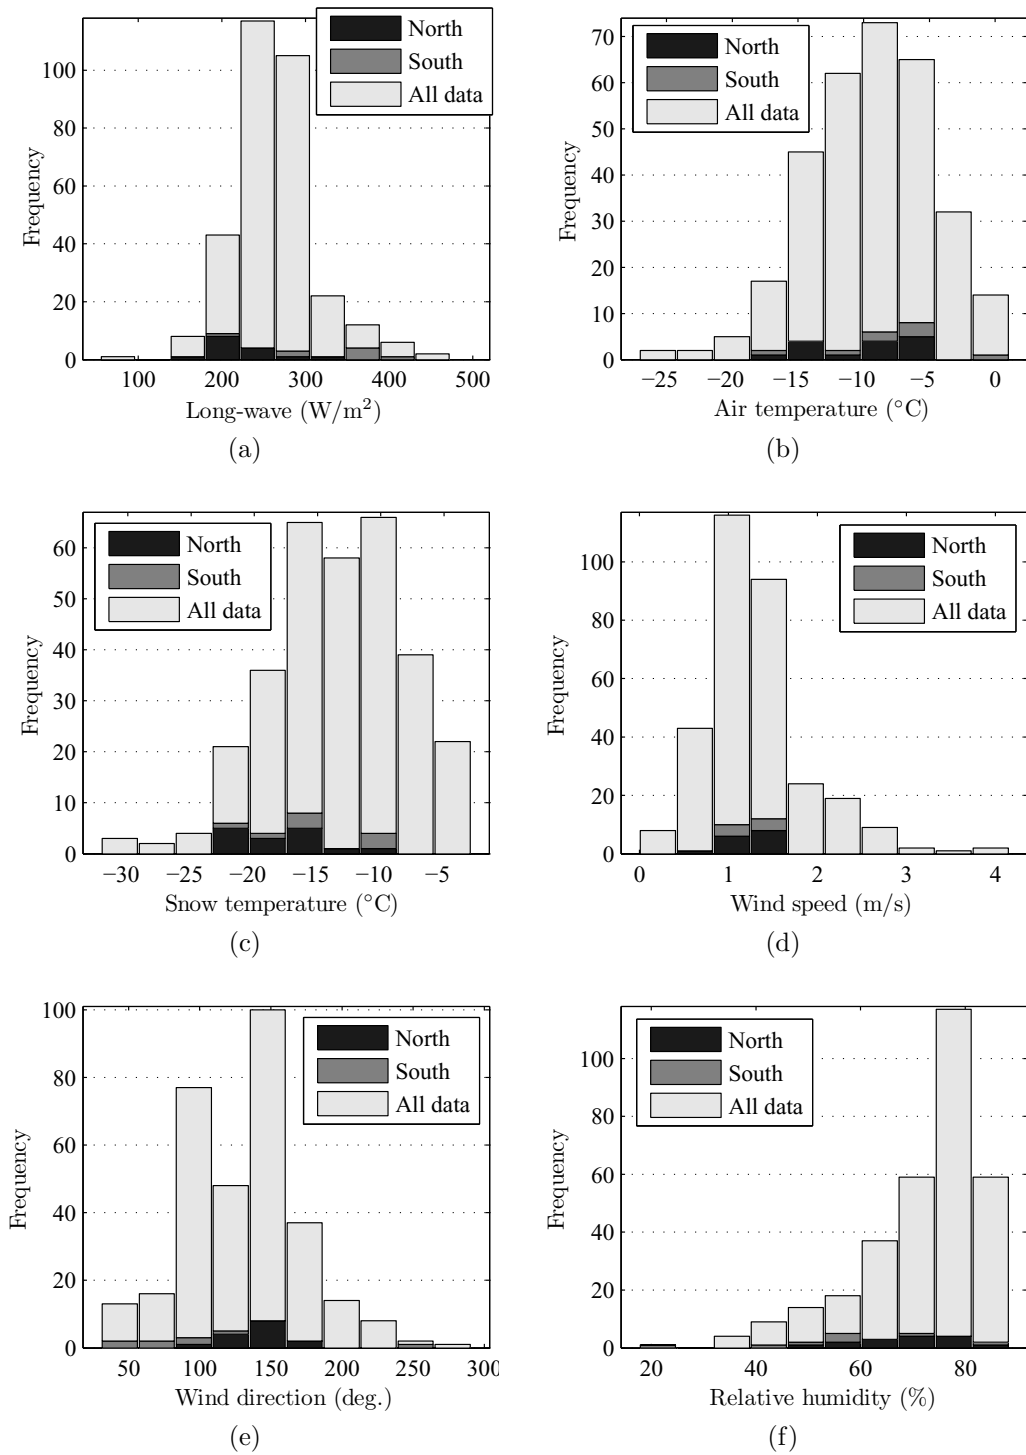 North
South
All data
100
80
60
40
20
0
Frequency
100 200 300 400 500
Long-wave (W/m²)
(a)
North
South
All data
70
60
50
40
30
20
10
0
Frequency
−25 −20 −15 −10 −5 0
Air temperature (°C)
(b)
North
South
All data
60
50
40
30
20
10
0
Frequency
−30 −25 −20 −15 −10 −5
Snow temperature (°C)
(c)
North
South
All data
100
80
60
40
20
0
Frequency
0 1 2 3 4
Wind speed (m/s)
(d)
North
South
All data
100
80
60
40
20
0
Frequency
50 100 150 200 250 300
Wind direction (deg.)
(e)
North
South
All data
100
80
60
40
20
0
Frequency
20 40 60 80
Relative humidity (%)
(f)